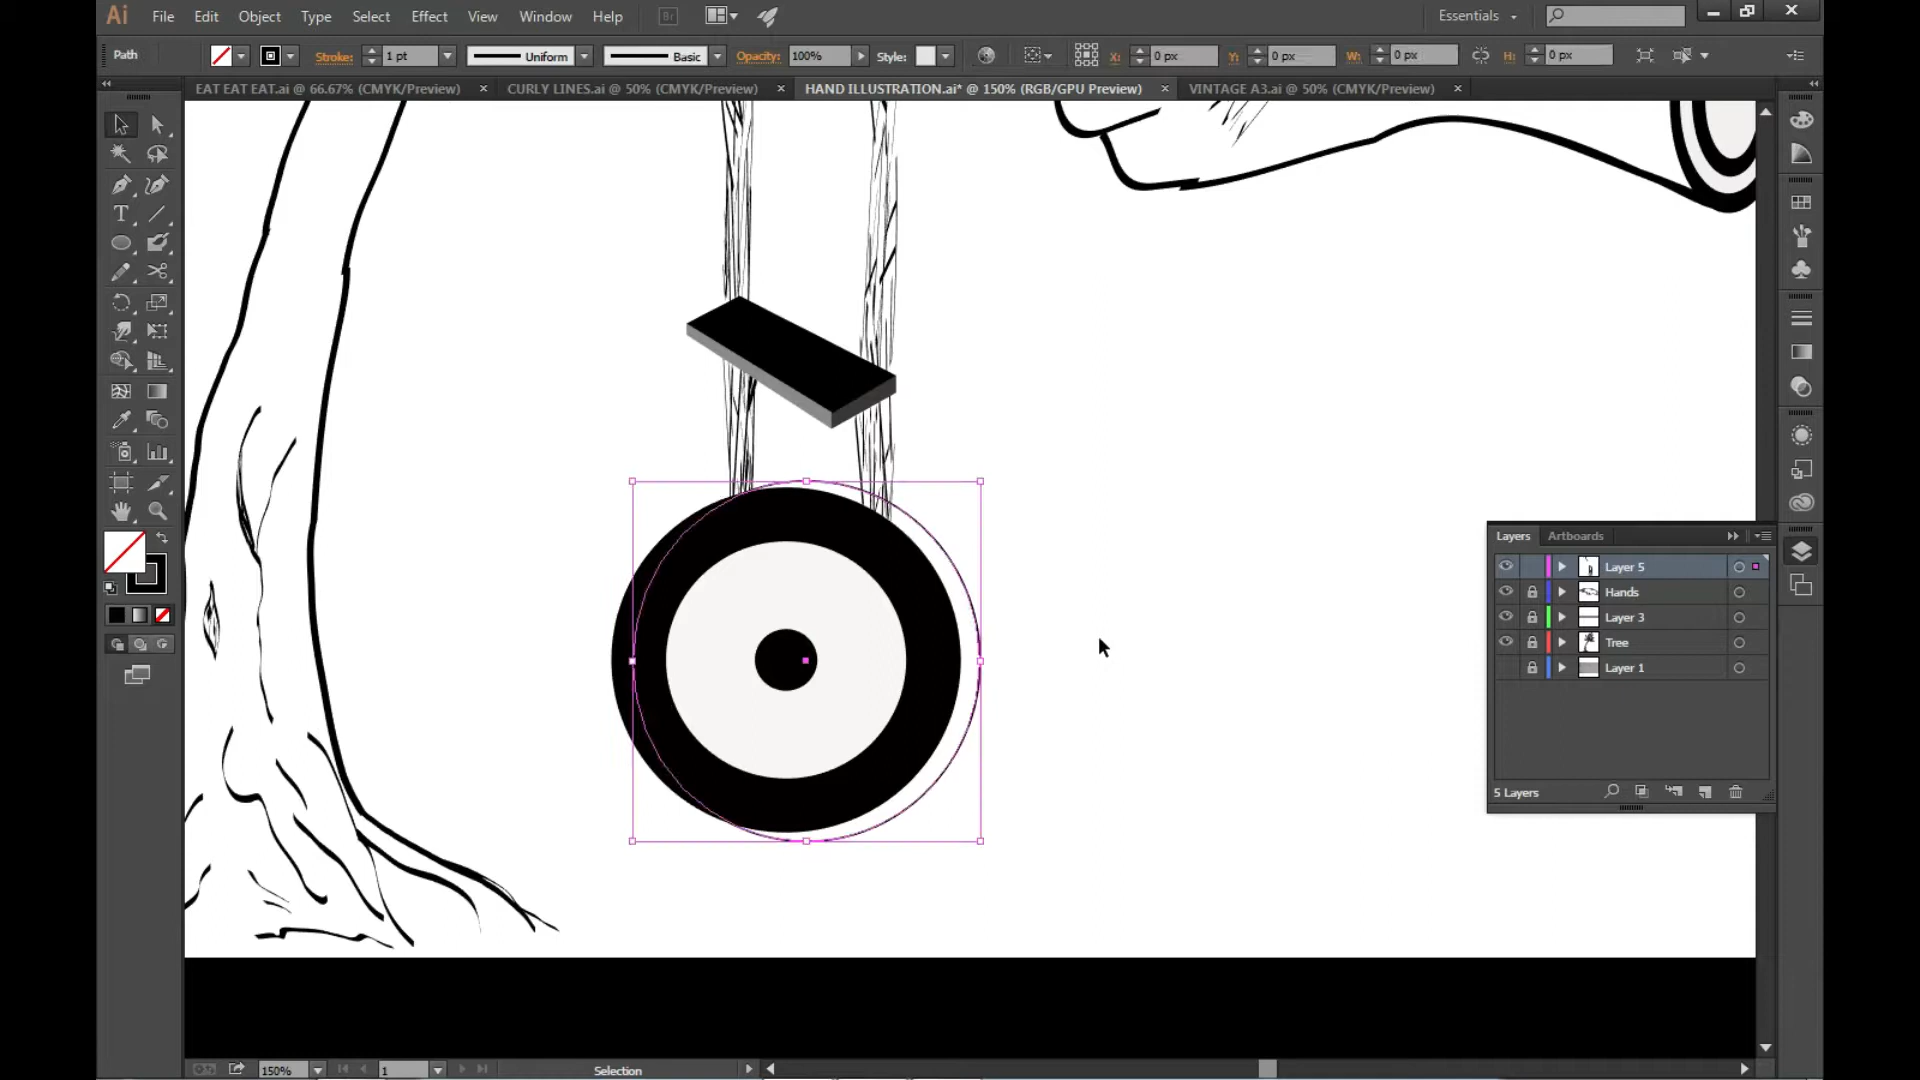 Ai File Edit Object Type Select Effect View Window Help Br Essentials
Path Stroke: 1 pt Uniform Basic Opacity: 100% Style: X: 0 px Y: 0 px W: 0 px H: 0 px
EAT EAT EAT.ai @ 66.67% (CMYK/Preview) × CURLY LINES.ai @ 50% (CMYK/Preview) × HAND ILLUSTRATION.ai* @ 150% (RGB/GPU Preview) × VINTAGE A3.ai @ 50% (CMYK/Preview) ×
Layers Artboards
Layer 5
Hands
Layer 3
Tree
Layer 1
5 Layers
150% 1 Selection